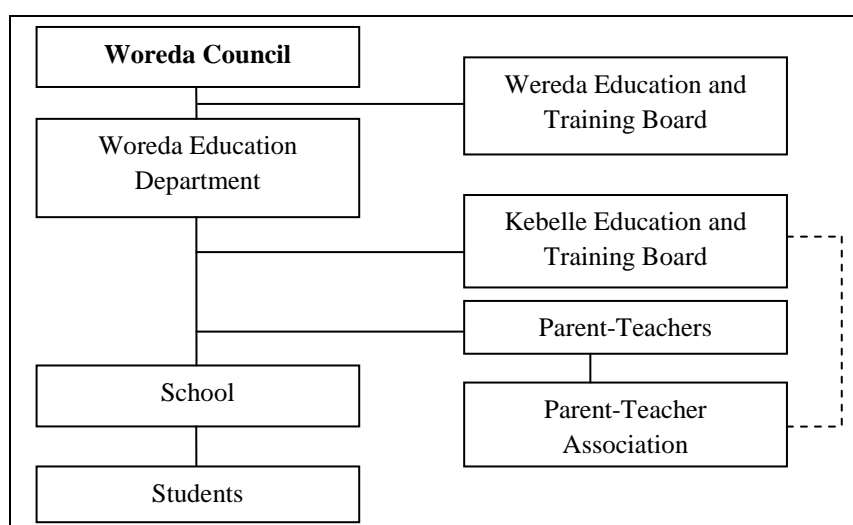 Woreda Council
Wereda Education and
Training Board
Woreda Education
Department
Kebelle Education and
Training Board
Parent-Teachers
School
Parent-Teacher
Association
Students